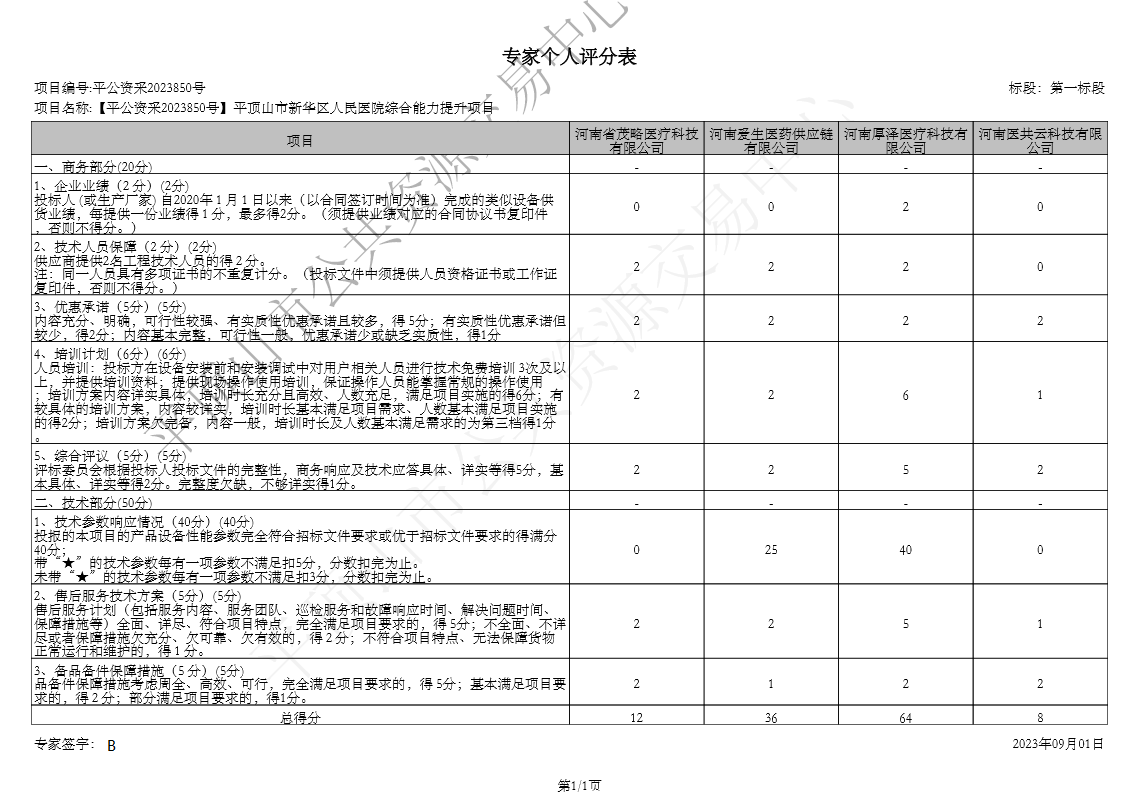 专家个人评分表
项目编号:平公资采2023850号
标段：第一标段
项目名称:【平公资采2023850号】平顶山市新华区人民医院综合能力提升项目
项目
河南省茂略医疗科技
有限公司
河南爱生医药供应链
有限公司
河南厚泽医疗科技有
限公司
河南医共云科技有限
公司
一、商务部分(20分)
-
-
-
-
1、企业业绩（2 分）(2分)
投标人 (或生产厂家) 自2020年 1 月 1 日以来（以合同签订时间为准）完成的类似设备供
货业绩，每提供一份业绩得 1 分，最多得2分。（须提供业绩对应的合同协议书复印件
，否则不得分。）
0
0
2
0
2、技术人员保障（2 分）(2分)
供应商提供2名工程技术人员的得 2 分。
注：同一人员具有多项证书的不重复计分。（投标文件中须提供人员资格证书或工作证
复印件，否则不得分。）
2
2
2
0
3、优惠承诺（5分）(5分)
内容充分、明确，可行性较强、有实质性优惠承诺且较多，得 5分；有实质性优惠承诺但
较少，得2分；内容基本完整，可行性一般，优惠承诺少或缺乏实质性，得1分
2
2
2
2
4、培训计划（6分）(6分)
人员培训：投标方在设备安装前和安装调试中对用户相关人员进行技术免费培训 3次及以
上，并提供培训资料；提供现场操作使用培训，保证操作人员能掌握常规的操作使用
；培训方案内容详实具体、培训时长充分且高效、人数充足，满足项目实施的得6分；有
较具体的培训方案，内容较详实，培训时长基本满足项目需求、人数基本满足项目实施
的得2分；培训方案欠完备，内容一般，培训时长及人数基本满足需求的为第三档得1分
。
2
2
6
1
5、综合评议（5分）(5分)
评标委员会根据投标人投标文件的完整性，商务响应及技术应答具体、详实等得5分，基
本具体、详实等得2分。完整度欠缺，不够详实得1分。
2
2
5
2
二、技术部分(50分)
-
-
-
-
1、技术参数响应情况（40分）(40分)
投报的本项目的产品设备性能参数完全符合招标文件要求或优于招标文件要求的得满分
40分；
带“★”的技术参数每有一项参数不满足扣5分，分数扣完为止。
未带“★”的技术参数每有一项参数不满足扣3分，分数扣完为止。
0
25
40
0
2、售后服务技术方案（5分）(5分)
售后服务计划（包括服务内容、服务团队、巡检服务和故障响应时间、解决问题时间、
保障措施等）全面、详尽、符合项目特点，完全满足项目要求的，得 5分；不全面、不详
尽或者保障措施欠充分、欠可靠、欠有效的，得 2 分；不符合项目特点、无法保障货物
正常运行和维护的，得 1 分。
2
2
5
1
3、备品备件保障措施（5 分）(5分)
品备件保障措施考虑周全、高效、可行，完全满足项目要求的，得 5分；基本满足项目要
求的，得 2 分；部分满足项目要求的，得1分。
2
1
2
2
总得分
12
36
64
8
专家签字： B
2023年09月01日
第1/1页
平顶山市公共资源交易中心
平顶山市公共资源交易中心